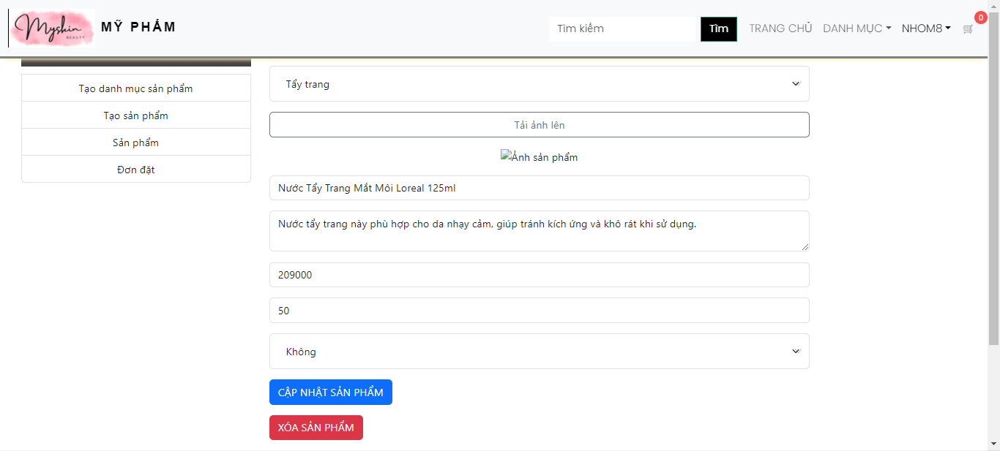 Myskin
BEAUTY
MỸ PHẨM
Tìm kiếm
Tìm
TRANG CHỦ
DANH MỤC
NHOM8
0
Tạo danh mục sản phẩm
Tạo sản phẩm
Sản phẩm
Đơn đặt
Tẩy trang
Tải ảnh lên
Ảnh sản phẩm
Nước Tẩy Trang Mắt Môi Loreal 125ml
Nước tẩy trang này phù hợp cho da nhạy cảm, giúp tránh kích ứng và khô rát khi sử dụng.
209000
50
Không
CẬP NHẬT SẢN PHẨM
XÓA SẢN PHẨM